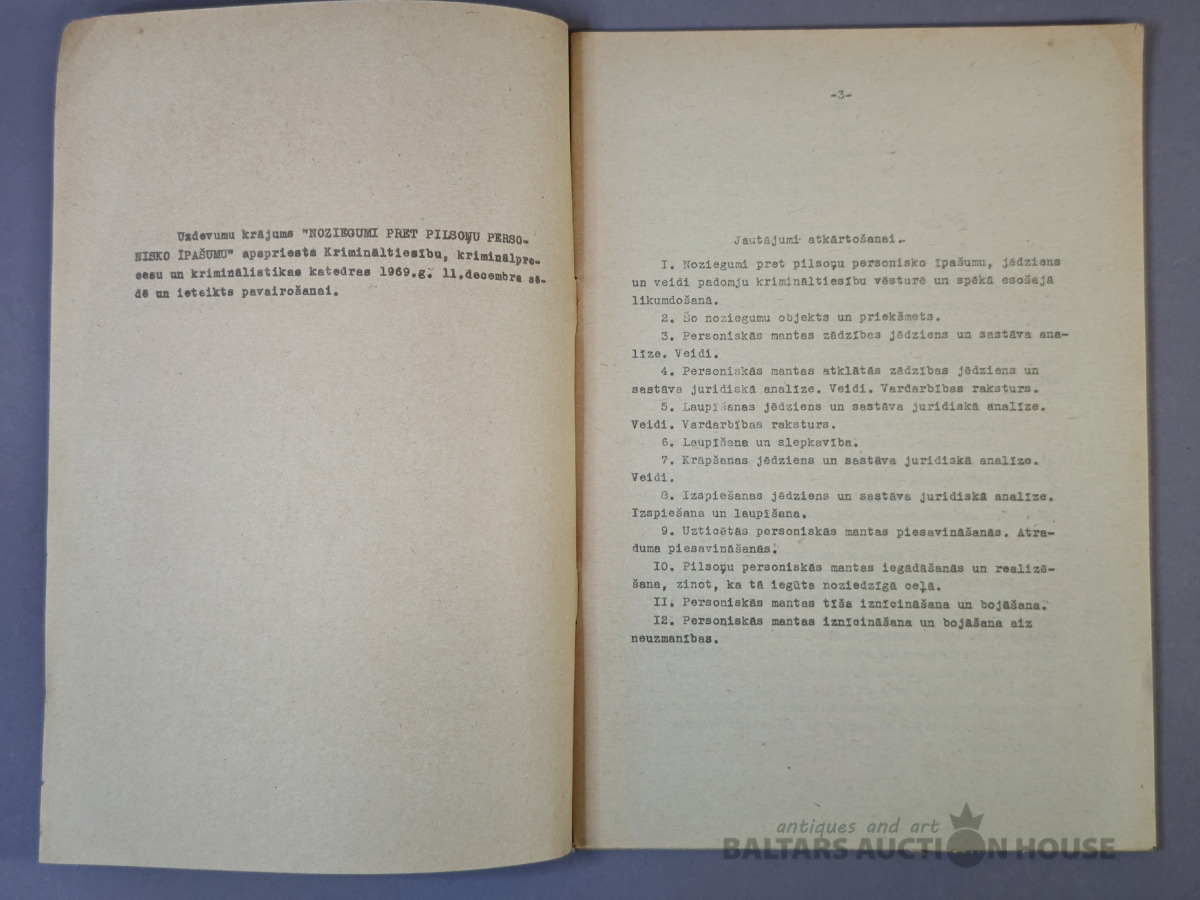 Uzdevumu krājums "NOZIEGUMI PRET PILSOŅU PERSO-
NISKO ĪPAŠUMU" apspriests Krimināltiesību, kriminālpro-
cesu un kriminālistikas katedras 1969.g. 11.decembra sē-
dē un ieteikts pavairošanai.
-3-
Jautājumi atkārtošanai.
I. Noziegumi pret pilsoņu personisko īpašumu, jēdziens
un veidi padomju krimināltiesību vēsturē un spēkā esošajā
likumdošanā.
2. Šo noziegumu objekts un priekšmets.
3. Personiskās mantas zādzības jēdziens un sastāva ana-
līze. Veidi.
4. Personiskās mantas atklātās zādzības jēdziens un
sastāva juridiskā analīze. Veidi. Vardarbības raksturs.
5. Laupīšanas jēdziens un sastāva juridiskā analīze.
Veidi. Vardarbības raksturs.
6. Laupīšana un slepkavība.
7. Krāpšanas jēdziens un sastāva juridiskā analīze.
Veidi.
8. Izspiešanas jēdziens un sastāva juridiskā analīze.
Izspiešana un laupīšana.
9. Uzticētās personiskās mantas piesavināšanās. Atra-
duma piesavināšanās.
IO. Pilsoņu personiskās mantas iegādāšanās un realizē-
šana, zinot, ka tā iegūta noziedzīgā ceļā.
II. Personiskās mantas tīša iznīcināšana un bojāšana.
I2. Personiskās mantas iznīcināšana un bojāšana aiz
neuzmanības.
antiques and art
BALTARS AUCTION HOUSE